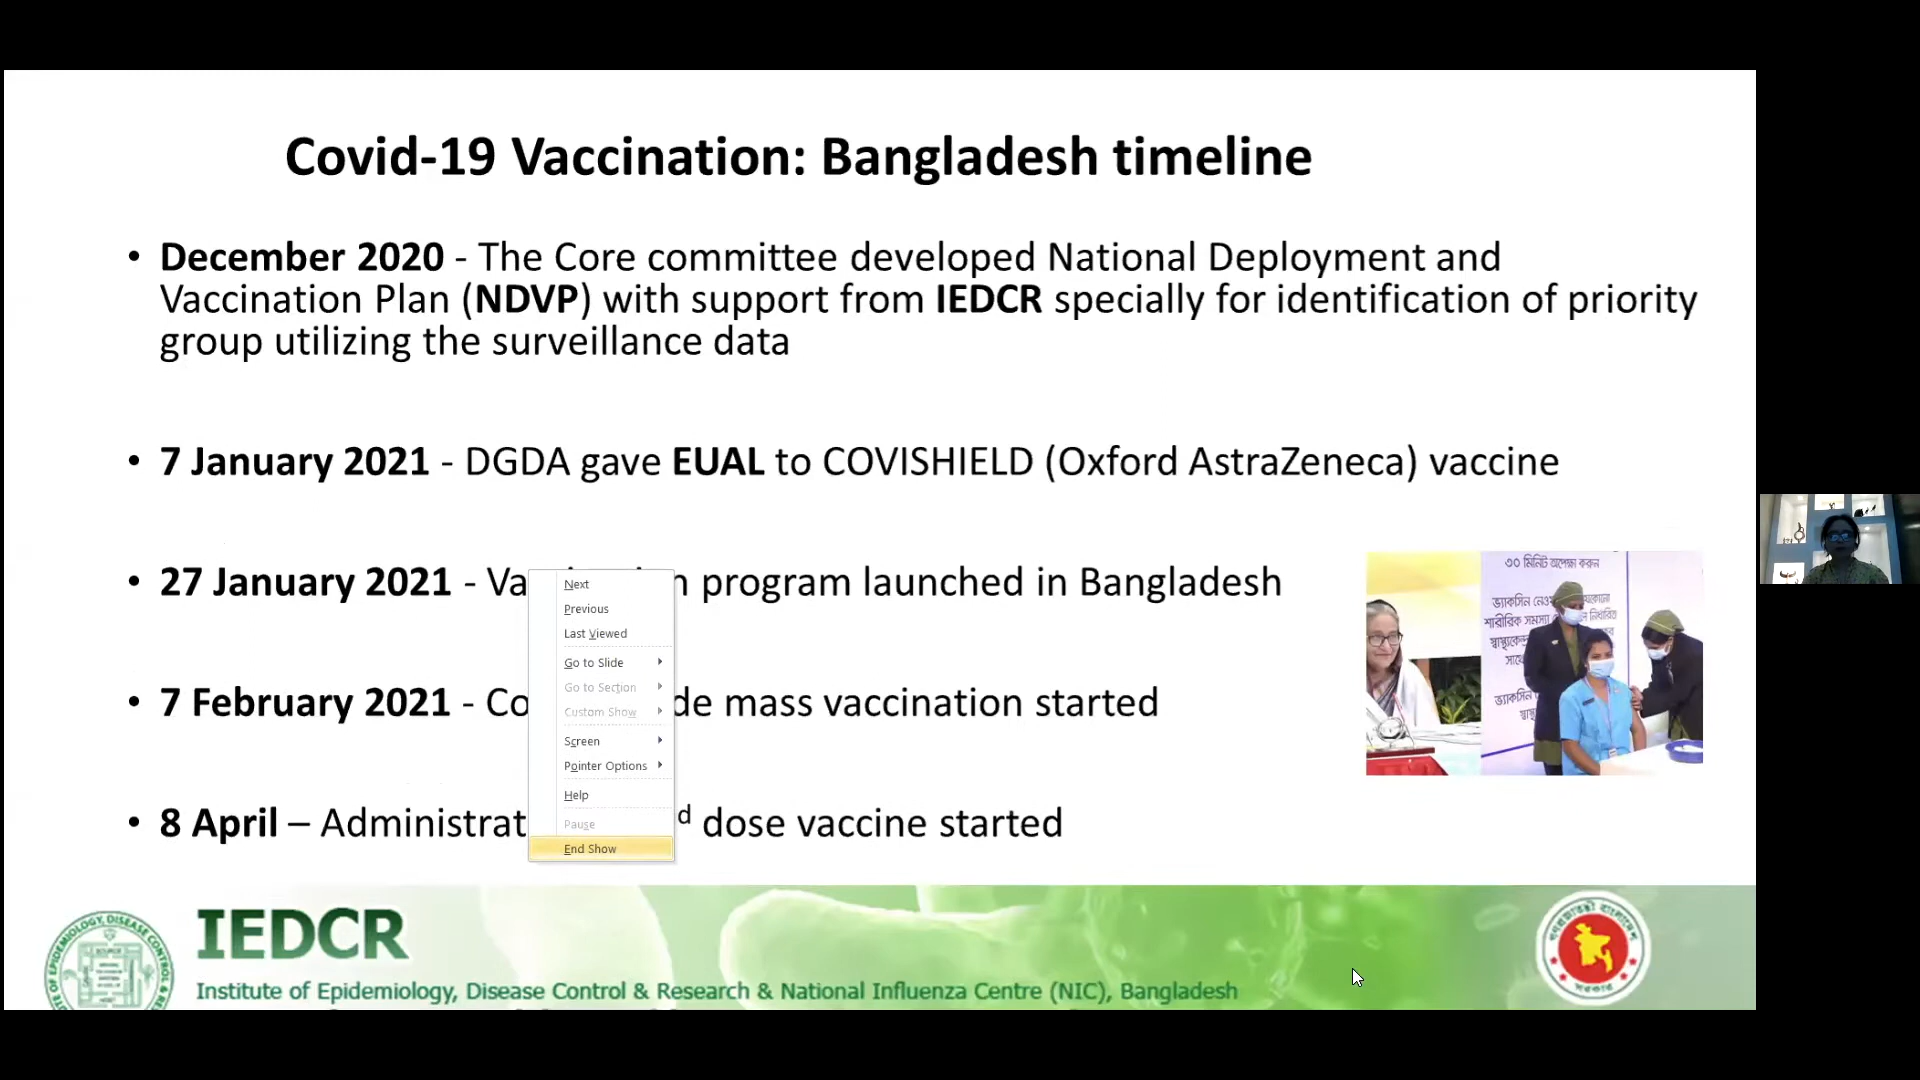 Covid-19 Vaccination: Bangladesh timeline
• December 2020 - The Core committee developed National Deployment and
Vaccination Plan (NDVP) with support from IEDCR specially for identification of priority
group utilizing the surveillance data
• 7 January 2021 - DGDA gave EUAL to COVISHIELD (Oxford AstraZeneca) vaccine
• 27 January 2021 - program launched in Bangladesh
• 7 February 2021 - mass vaccination started
• 8 April – dose vaccine started
Next
Previous
Last Viewed
Go to Slide
Go to Section
Custom Show
Screen
Pointer Options
Help
Pause
End Show
৩০ মিনিট অপেক্ষা করুন
ভ্যাকসিন
শারীরিক সমস্যা
IEDCR
Institute of Epidemiology, Disease Control & Research & National Influenza Centre (NIC), Bangladesh